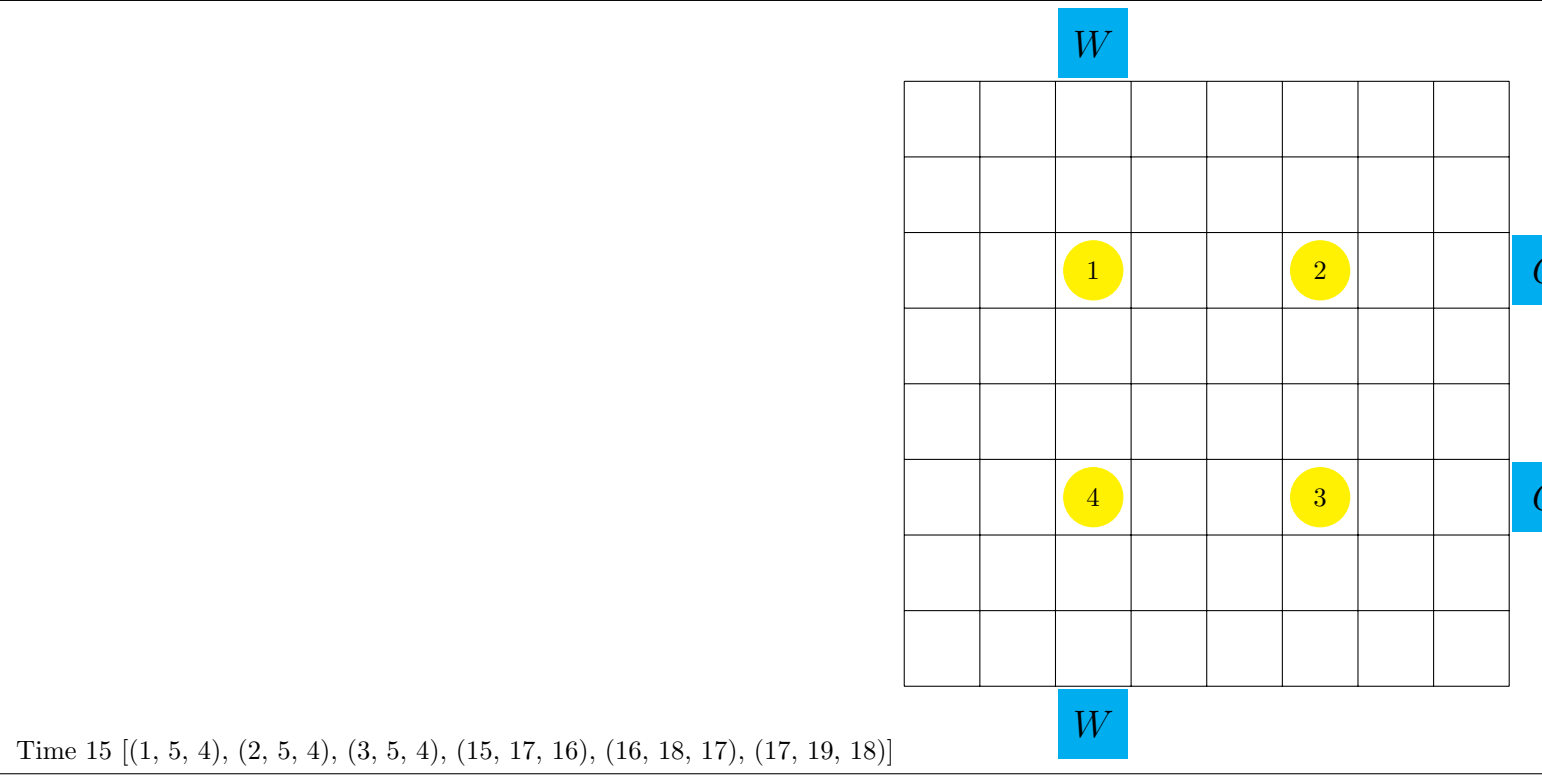 W
1 2
4 3
W
Time 15 [(1, 5, 4), (2, 5, 4), (3, 5, 4), (15, 17, 16), (16, 18, 17), (17, 19, 18)]